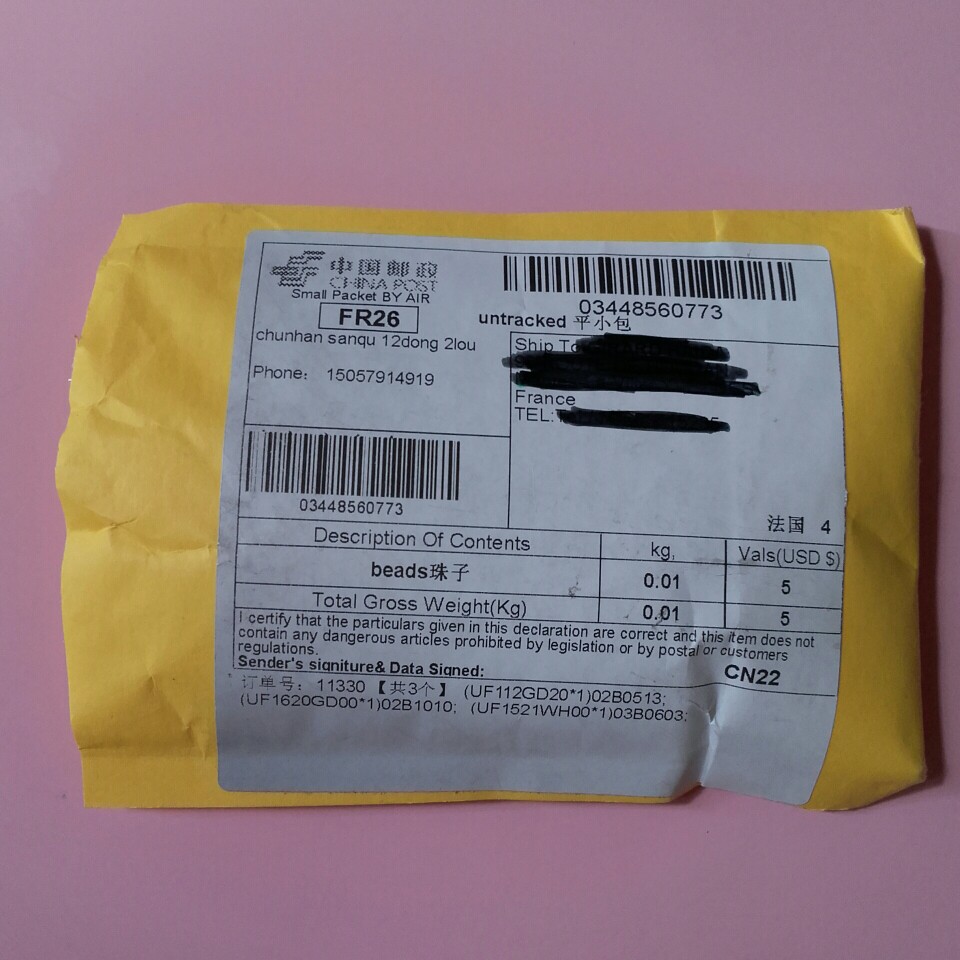 中国邮政
CHINA POST
Small Packet BY AIR
FR26
chunhan sanqu 12dong 2lou
Phone: 15057914919
03448560773
untracked 平小包
Ship To
France
TEL:
03448560773
法国 4
Description Of Contents kg, Vals(USD $)
beads珠子 0.01 5
Total Gross Weight(Kg) 0.01 5
I certify that the particulars given in this declaration are correct and this item does not
contain any dangerous articles prohibited by legislation or by postal or customers
regulations.
Sender's signiture& Data Signed:
CN22
订单号: 11330 【共3个】 (UF112GD20*1)02B0513;
(UF1620GD00*1)02B1010; (UF1521WH00*1)03B0603;